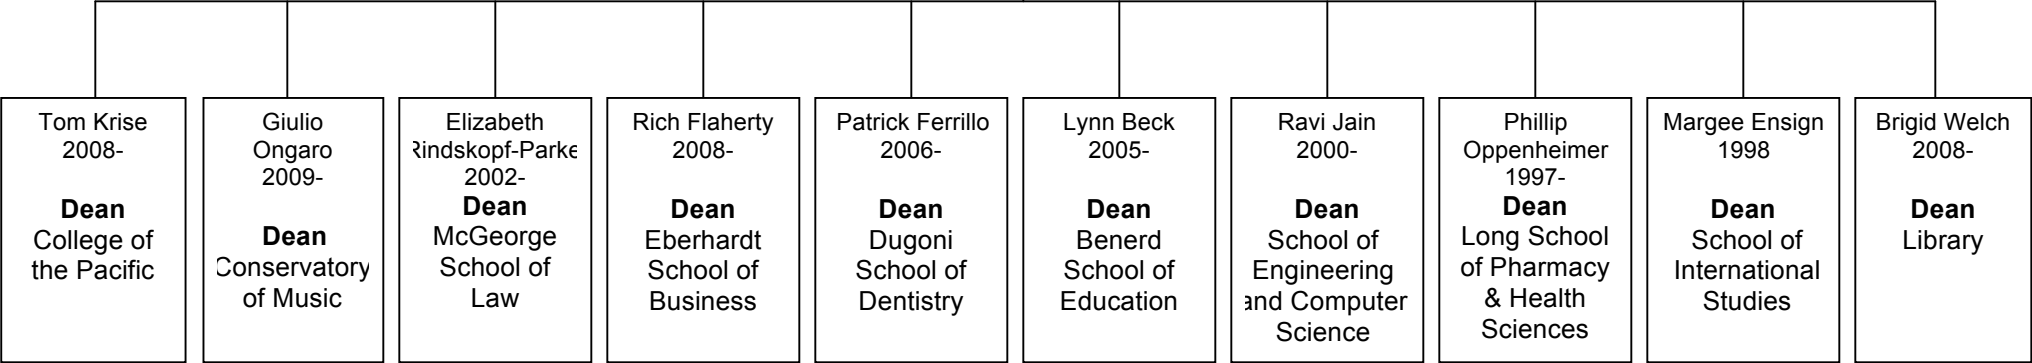 Tom Krise
2008-
Dean
College of
the Pacific
Giulio
Ongaro
2009-
Dean
Conservatory
of Music
Elizabeth
Rindskopf-Parke
2002-
Dean
McGeorge
School of
Law
Rich Flaherty
2008-
Dean
Eberhardt
School of
Business
Patrick Ferrillo
2006-
Dean
Dugoni
School of
Dentistry
Lynn Beck
2005-
Dean
Benerd
School of
Education
Ravi Jain
2000-
Dean
School of
Engineering
and Computer
Science
Phillip
Oppenheimer
1997-
Dean
Long School
of Pharmacy
& Health
Sciences
Margee Ensign
1998
Dean
School of
International
Studies
Brigid Welch
2008-
Dean
Library